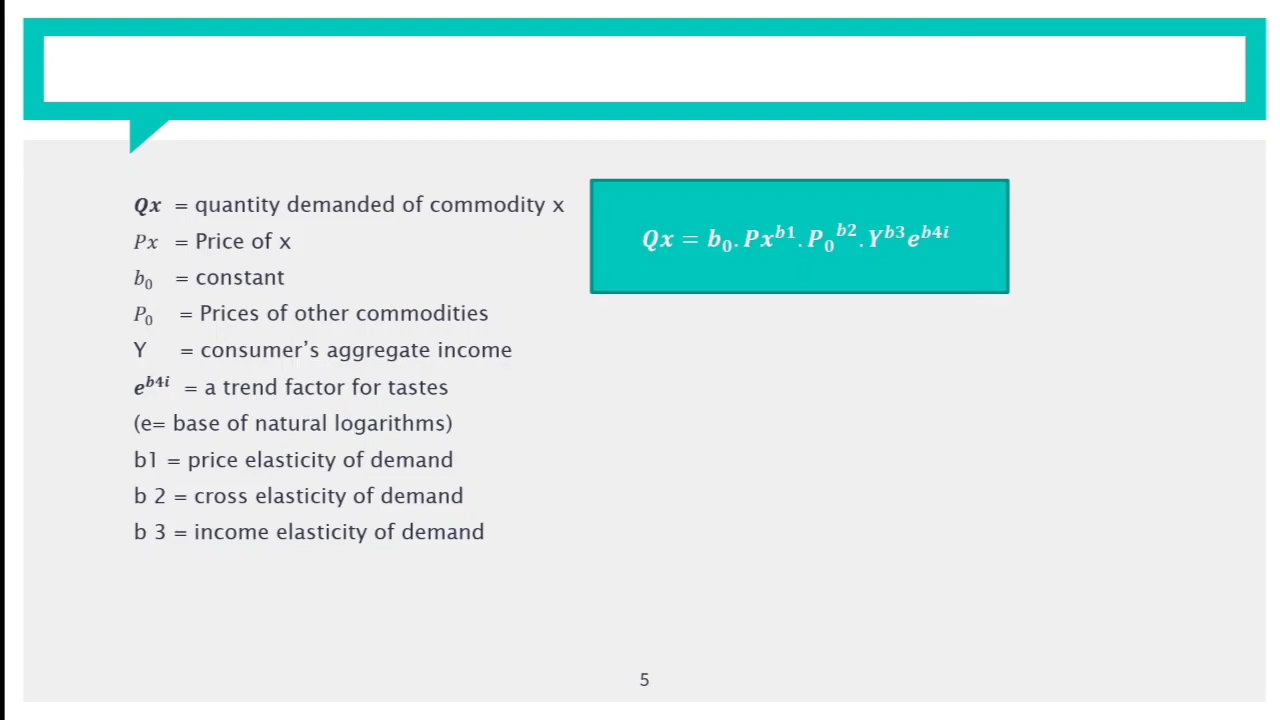 Qx = quantity demanded of commodity x
Px = Price of x
b₀ = constant
P₀ = Prices of other commodities
Y = consumer’s aggregate income
e^{b4i} = a trend factor for tastes
(e= base of natural logarithms)
b1 = price elasticity of demand
b 2 = cross elasticity of demand
b 3 = income elasticity of demand
Qx = b₀. Px^{b1}. P₀^{b2}. Y^{b3} e^{b4i}
5